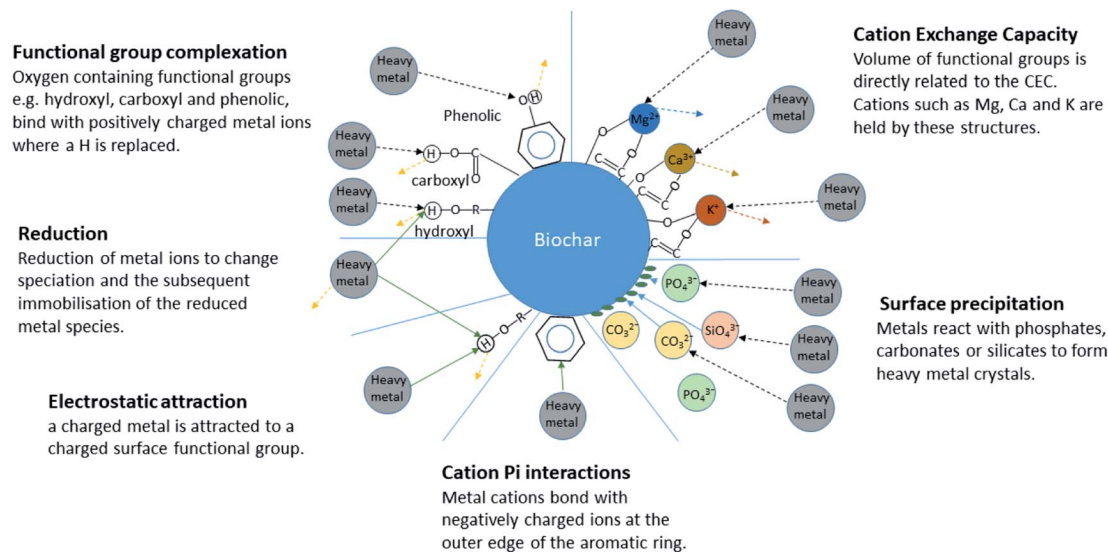 Functional group complexation
Oxygen containing functional groups
e.g. hydroxyl, carboxyl and phenolic,
bind with positively charged metal ions
where a H is replaced.
Reduction
Reduction of metal ions to change
speciation and the subsequent
immobilisation of the reduced
metal species.
Electrostatic attraction
a charged metal is attracted to a
charged surface functional group.
Cation Pi interactions
Metal cations bond with
negatively charged ions at the
outer edge of the aromatic ring.
Cation Exchange Capacity
Volume of functional groups is
directly related to the CEC.
Cations such as Mg, Ca and K are
held by these structures.
Surface precipitation
Metals react with phosphates,
carbonates or silicates to form
heavy metal crystals.
Biochar
Heavy
metal
OH
Phenolic
Heavy
metal
H O C
O
carboxyl
Heavy
metal
H O R
hydroxyl
Heavy
metal
H O R
Heavy
metal
Heavy
metal
Heavy
metal
Mg²⁺
O
O
C C
Heavy
metal
Ca³⁺
O
O
C C
Heavy
metal
K⁺
O
O
C C
PO₄³⁻
Heavy
metal
CO₃²⁻
CO₃²⁻
SiO₄³⁻
Heavy
metal
PO₄³⁻
Heavy
metal